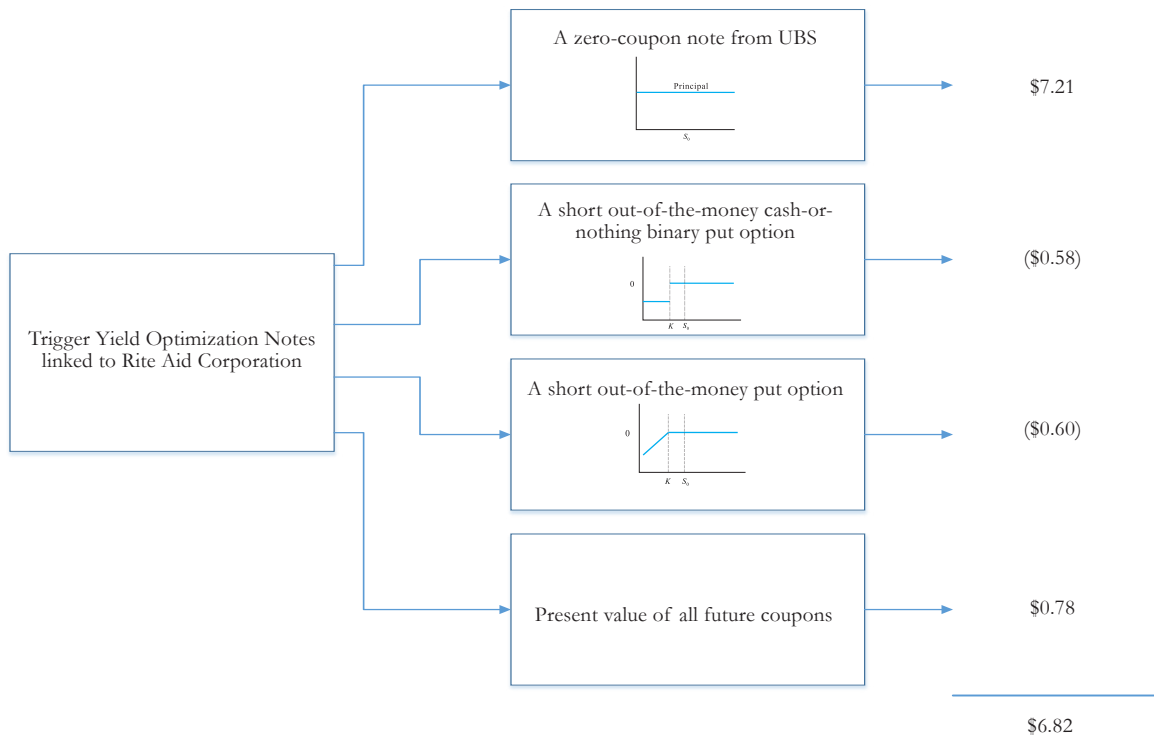 Trigger Yield Optimization Notes
linked to Rite Aid Corporation
A zero-coupon note from UBS
Principal
S0
$7.21
A short out-of-the-money cash-or-
nothing binary put option
0
K S0
($0.58)
A short out-of-the-money put option
0
K S0
($0.60)
Present value of all future coupons
$0.78
$6.82